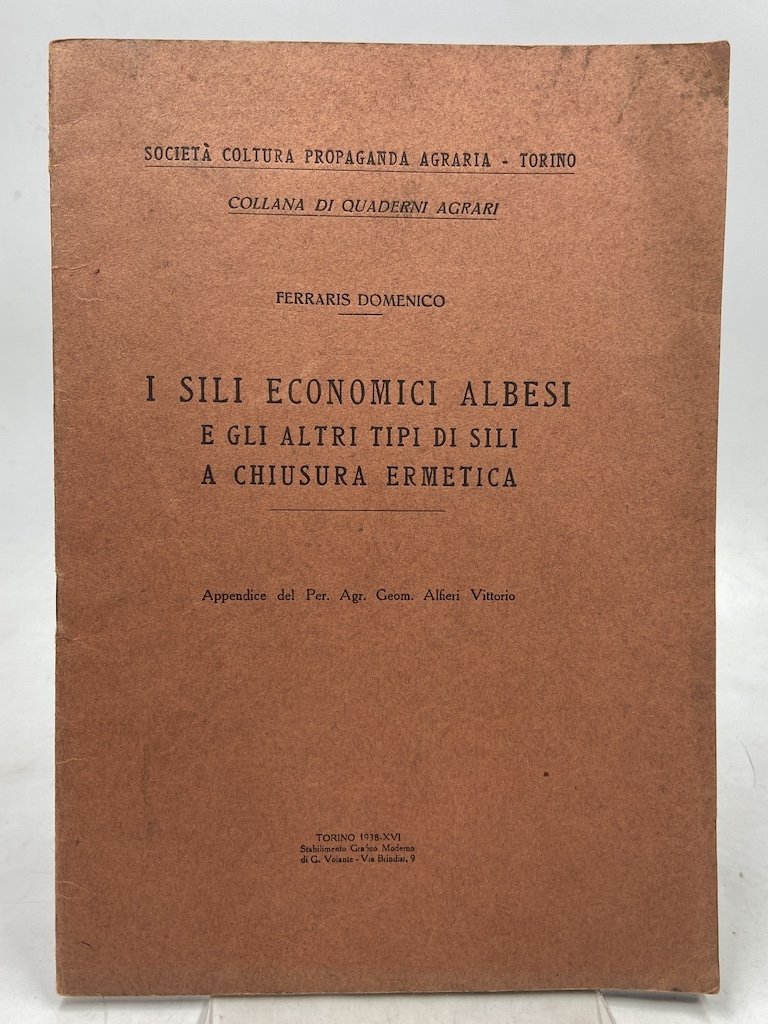 SOCIETÀ COLTURA PROPAGANDA AGRARIA - TORINO
COLLANA DI QUADERNI AGRARI
FERRARIS DOMENICO
I SILI ECONOMICI ALBESI
E GLI ALTRI TIPI DI SILI
A CHIUSURA ERMETICA
Appendice del Per. Agr. Geom. Alfieri Vittorio
TORINO 1938-XVI
Stabilimento Grafico Moderno
di G. Volante - Via Brindisi, 9